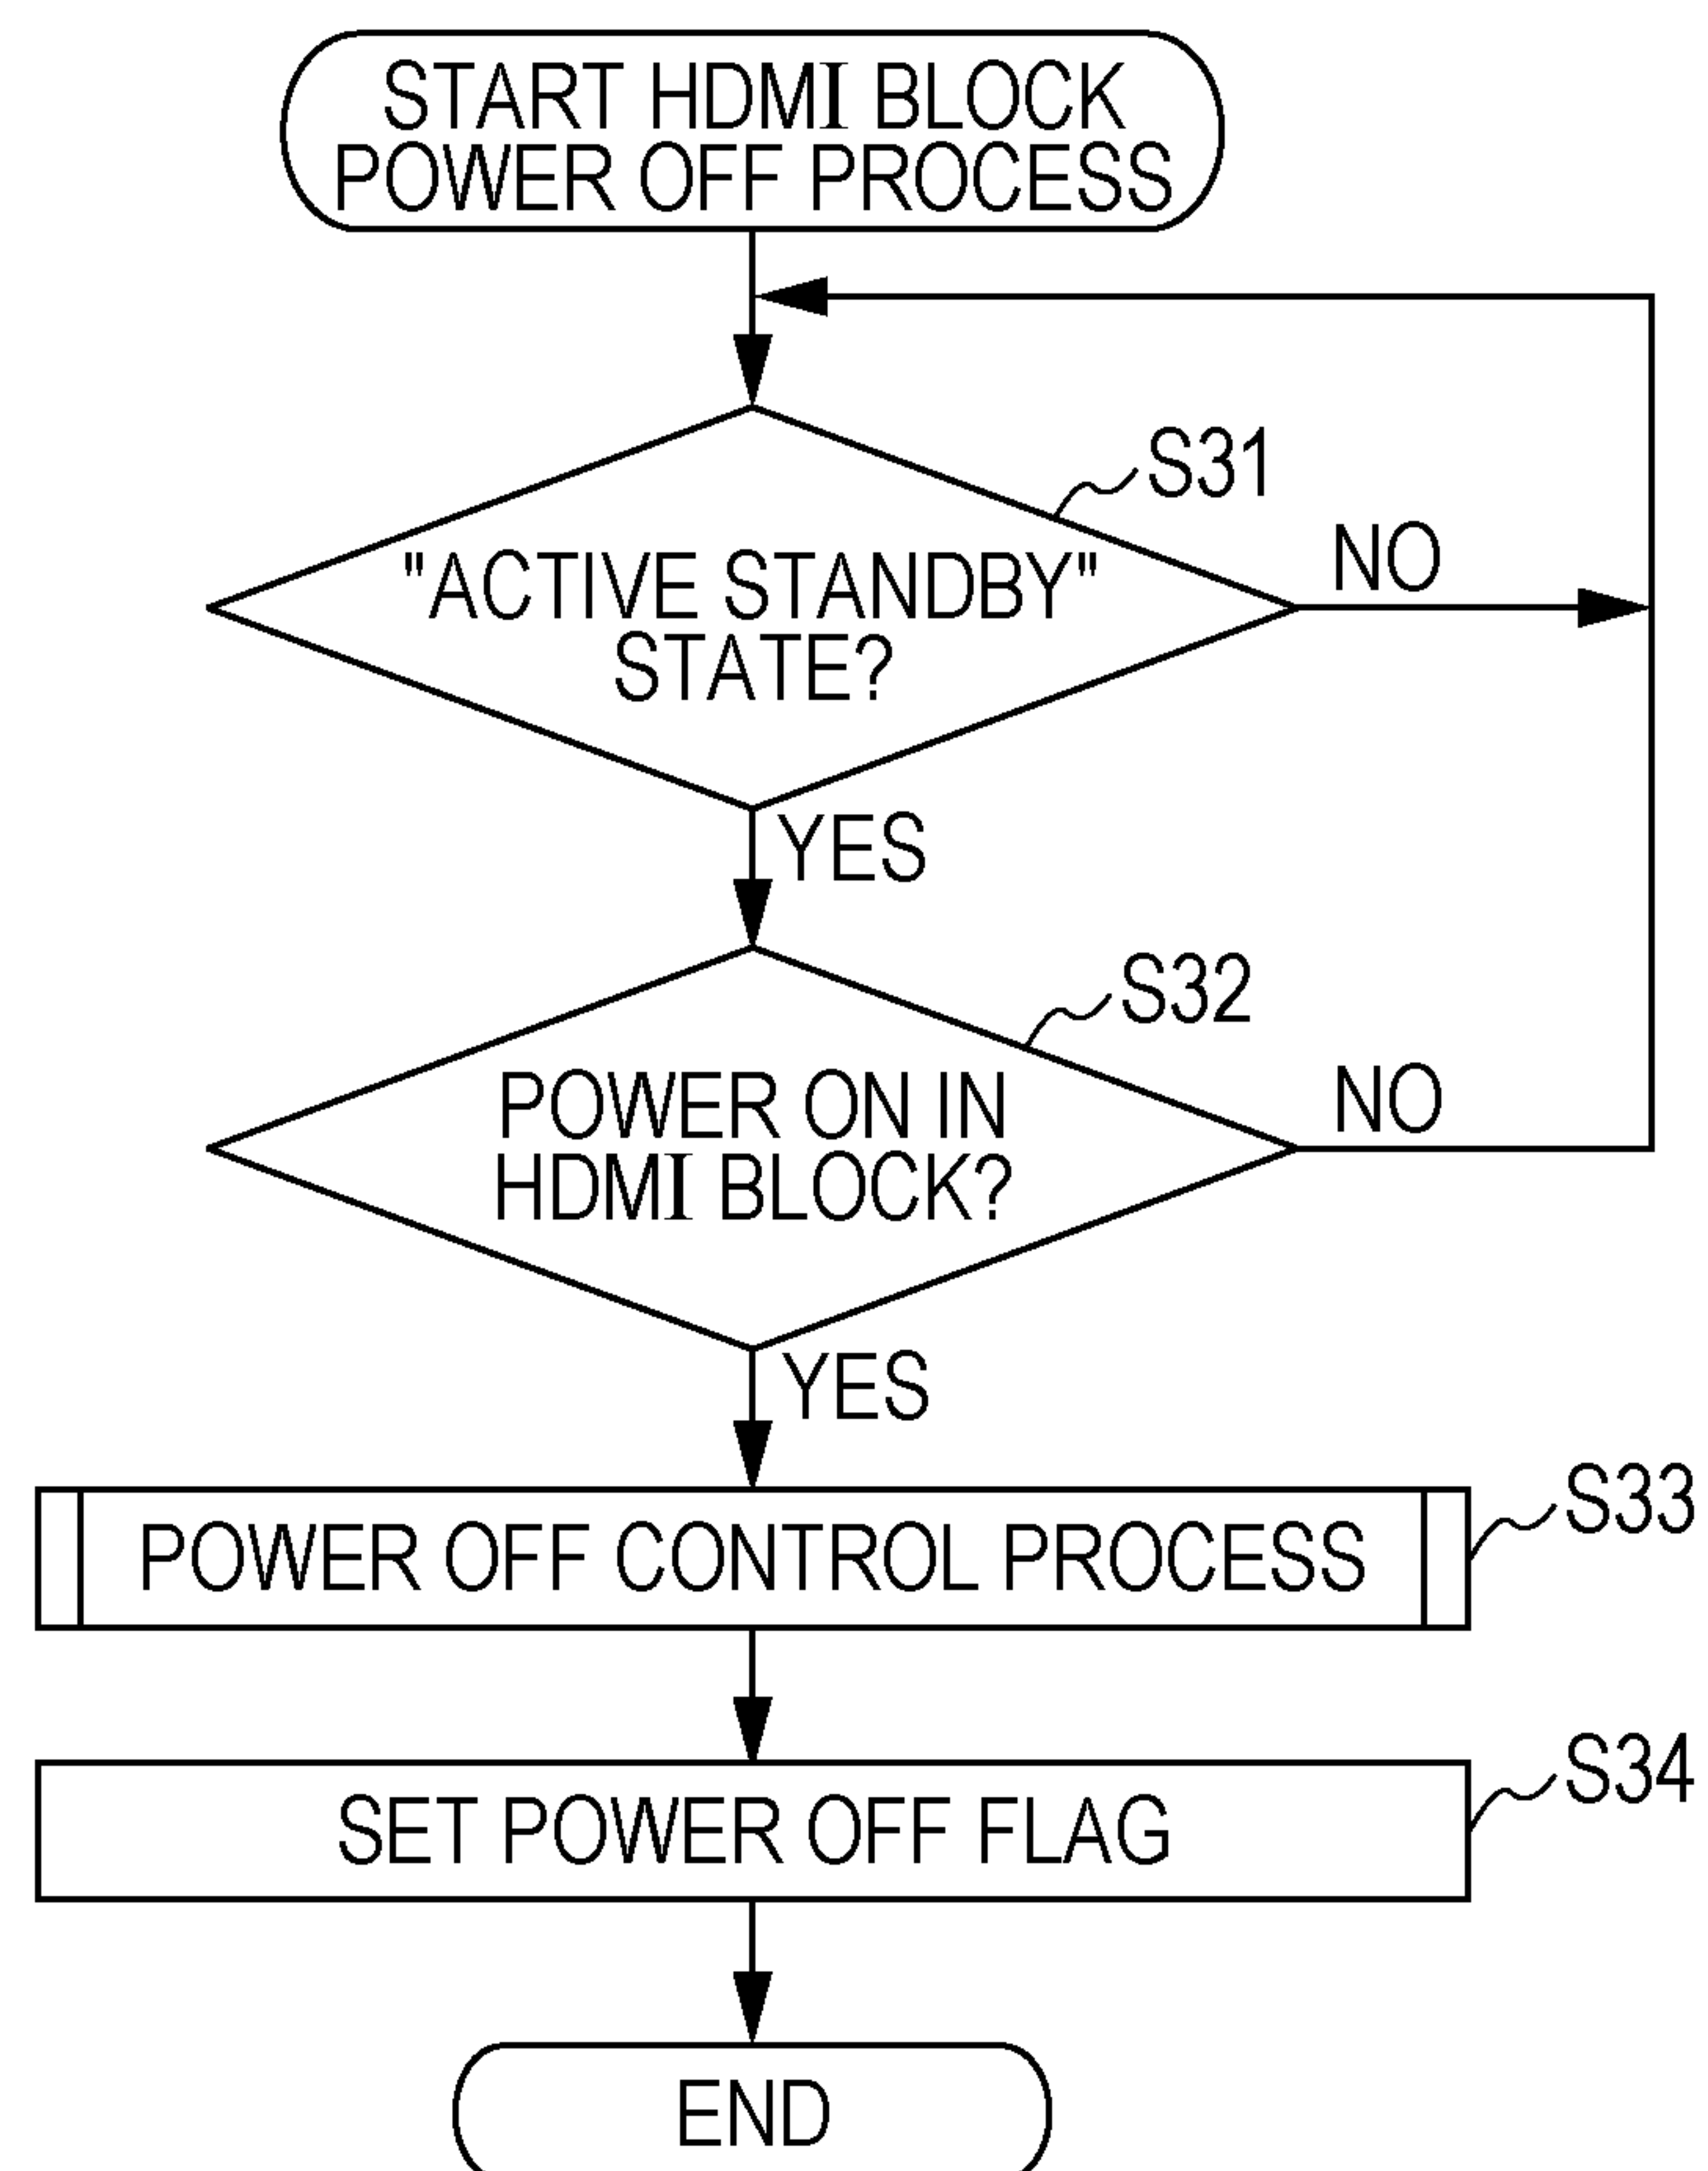 START HDMI BLOCK
POWER OFF PROCESS
S31
"ACTIVE STANDBY"
STATE?
NO
YES
S32
POWER ON IN
HDMI BLOCK?
NO
YES
S33
POWER OFF CONTROL PROCESS
S34
SET POWER OFF FLAG
END